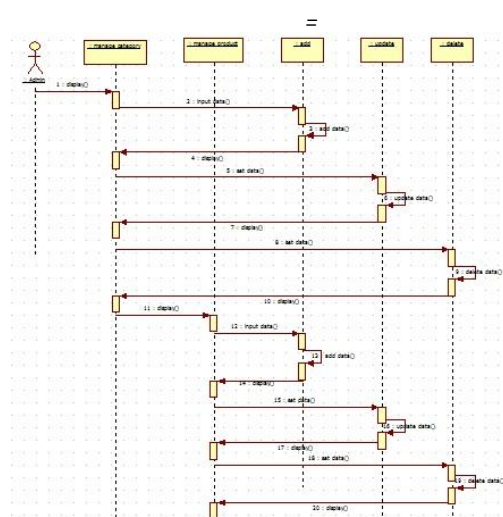 =
: manage category
: manage product
: add
: update
: delete
: Admin
1 : display()
2 : input data()
3 : add data()
4 : display()
5 : set data()
6 : update data()
7 : display()
8 : set data()
9 : delete data()
10 : display()
11 : display()
12 : input data()
13 : add data()
14 : display()
15 : set data()
16 : update data()
17 : display()
18 : set data()
19 : delete data()
20 : display()